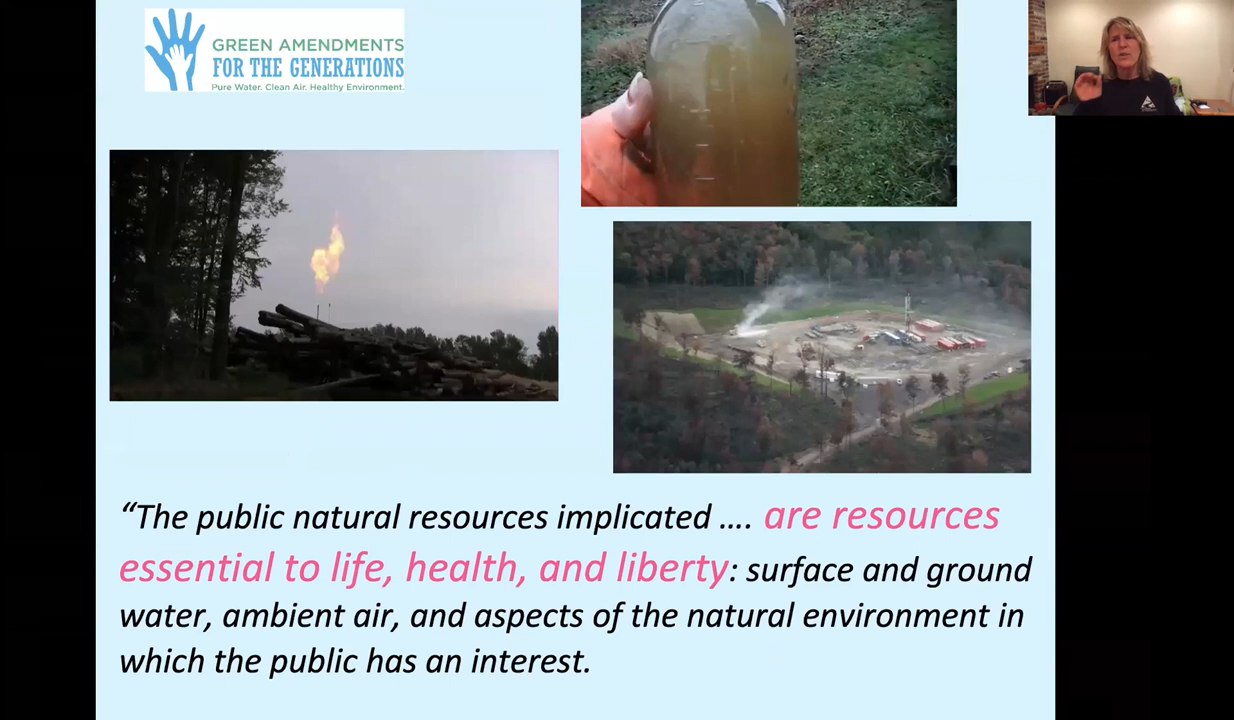 GREEN AMENDMENTS
FOR THE GENERATIONS
Pure Water. Clean Air. Healthy Environment.
“The public natural resources implicated .... are resources
essential to life, health, and liberty: surface and ground
water, ambient air, and aspects of the natural environment in
which the public has an interest.